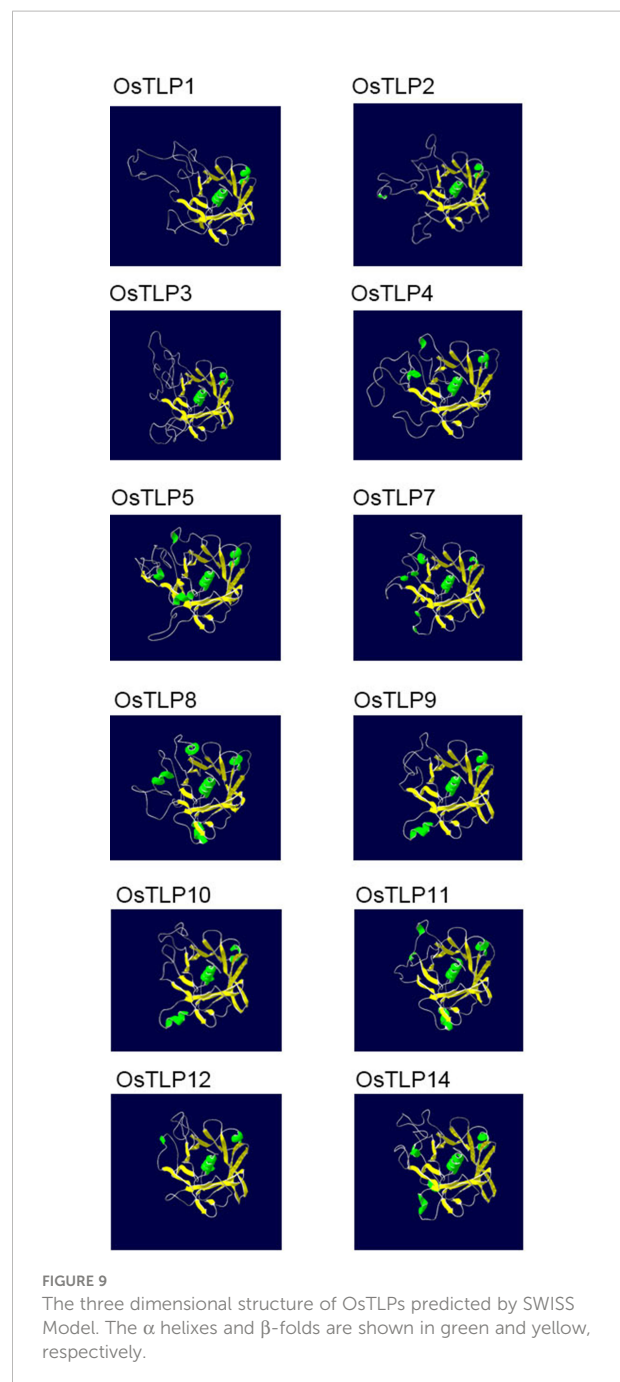 OsTLP1
OsTLP2
OsTLP3
OsTLP4
OsTLP5
OsTLP7
OsTLP8
OsTLP9
OsTLP10
OsTLP11
OsTLP12
OsTLP14
FIGURE 9
The three dimensional structure of OsTLPs predicted by SWISS
Model. The α helixes and β-folds are shown in green and yellow,
respectively.